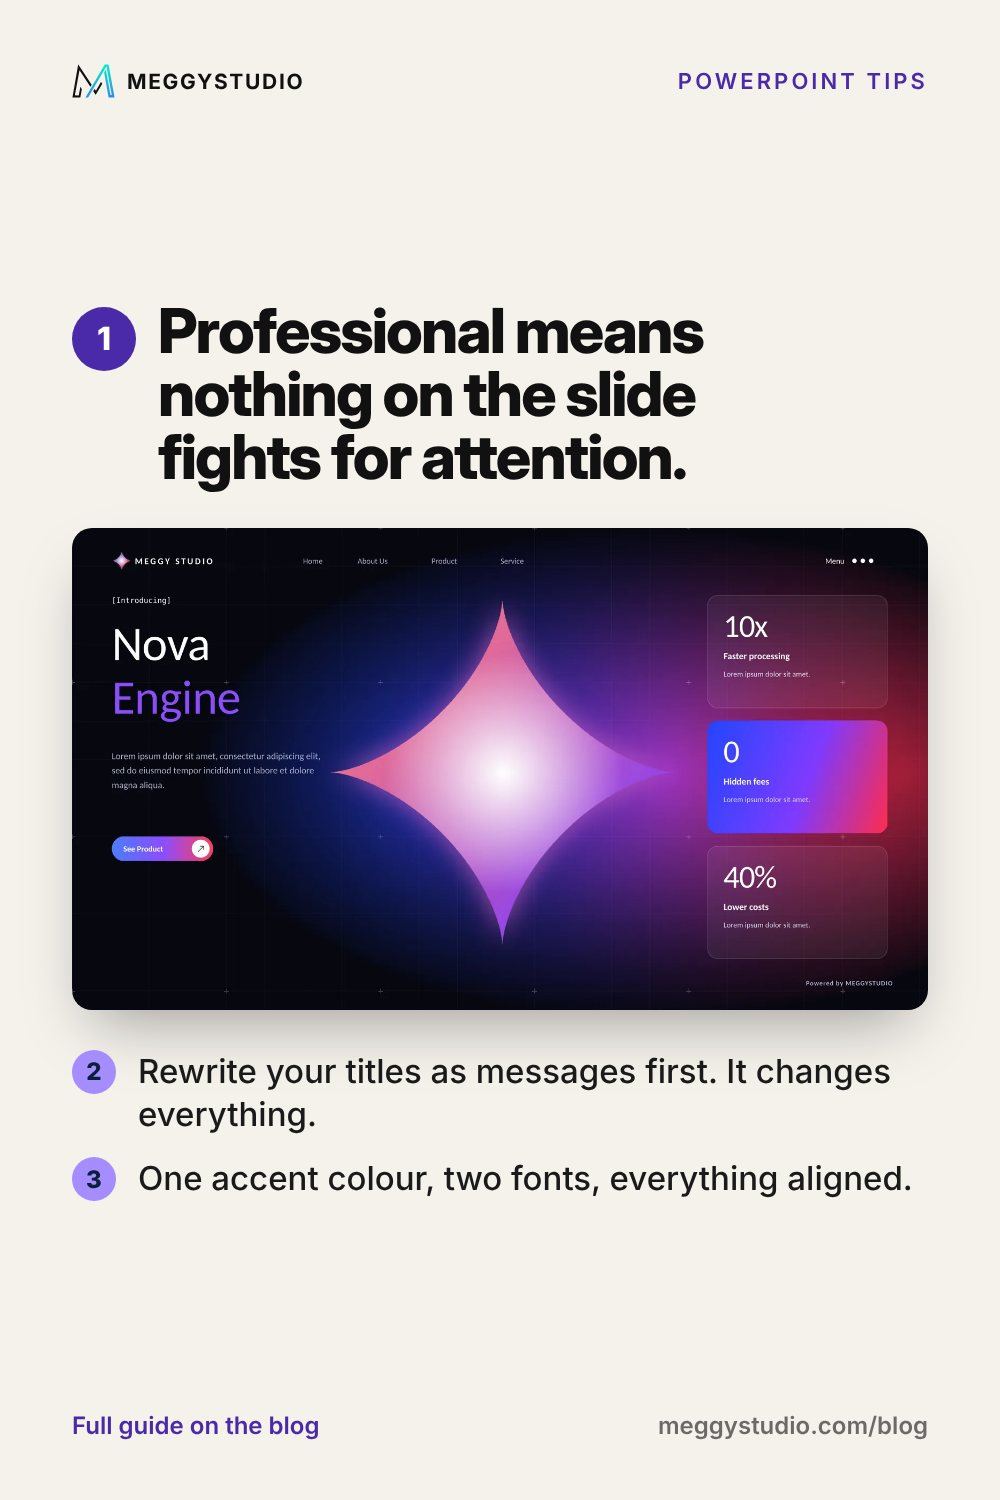 MEGGYSTUDIO
POWERPOINT TIPS
1
Professional means
nothing on the slide
fights for attention.
MEGGY STUDIO
Home
About Us
Product
Service
Menu
[Introducing]
Nova
Engine
Lorem ipsum dolor sit amet, consectetur adipiscing elit,
sed do eiusmod tempor incididunt ut labore et dolore
magna aliqua.
See Product
10x
Faster processing
Lorem ipsum dolor sit amet.
0
Hidden fees
Lorem ipsum dolor sit amet.
40%
Lower costs
Lorem ipsum dolor sit amet.
Powered by MEGGYSTUDIO
2
Rewrite your titles as messages first. It changes
everything.
3
One accent colour, two fonts, everything aligned.
Full guide on the blog
meggystudio.com/blog